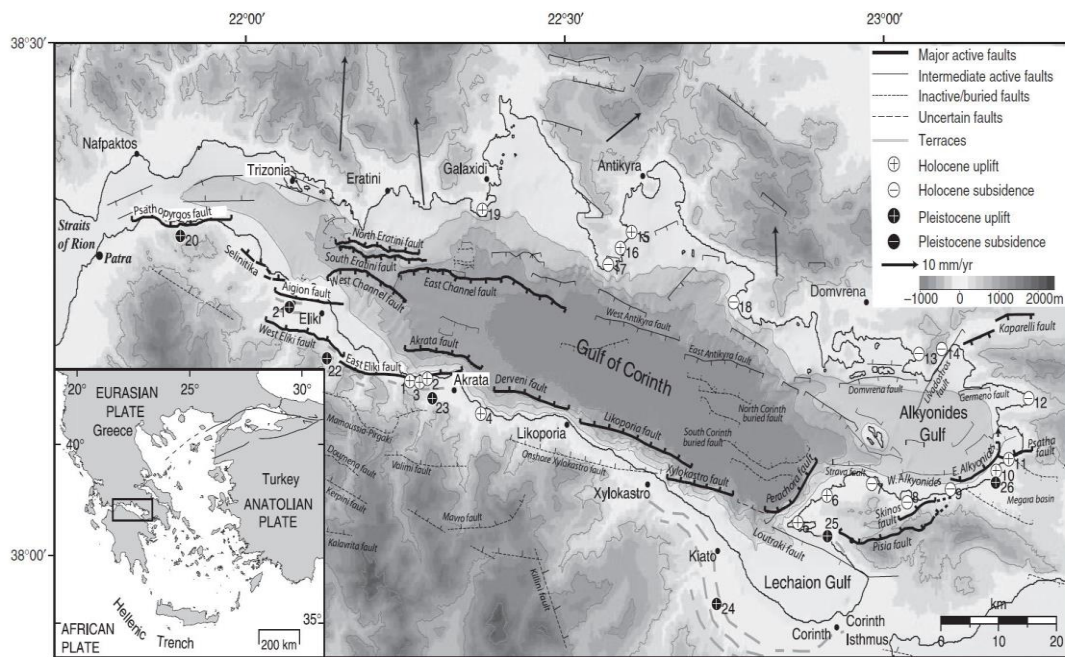 22°00'
22°30'
23°00'
38°30'
38°00'
Major active faults
Intermediate active faults
Inactive/buried faults
Uncertain faults
Terraces
Holocene uplift
Holocene subsidence
Pleistocene uplift
Pleistocene subsidence
10 mm/yr
−1000 0 1000 2000m
Nafpaktos
Trizonia
Eratini
Galaxidi
Antikyra
Domvrena
Straits
of Rion
Patra
Psathopyrgos fault
20
Selinitika
19
15
16
17
18
North Eratini fault
South Eratini fault
West Channel fault
East Channel fault
Aigion fault
21
Eliki
West Eliki fault
22
East Eliki fault
Akrata fault
Akrata
1
2
3
23
4
Derveni fault
Likoporia
Likoporia fault
Gulf of Corinth
West Antikyra fault
East Antikyra fault
North Corinth
buried fault
South Corinth
buried fault
Onshore Xylokastro fault
Xylokastro fault
Xylokastro
Perachora fault
Kaparelli fault
13
14
Livadostros fault
Domvrena fault
Germeno fault
12
Alkyonides
Gulf
Psatha
fault
E. Alkyonides
W. Alkyonides
Strava fault
Skinos
fault
Pisia fault
Megara basin
11
10
26
9
8
7
6
5
25
Loutraki fault
Mamoussia-Pirgaki
Doumena fault
Valimi fault
Kerpini fault
Kalavrita fault
Mavro fault
Killini fault
Kiato
24
Lechaion Gulf
Corinth
Corinth
Isthmus
km
0 5 10 15
20°
25°
30°
40°
35°
EURASIAN
PLATE
Greece
Turkey
ANATOLIAN
PLATE
Hellenic
Trench
AFRICAN
PLATE
200 km